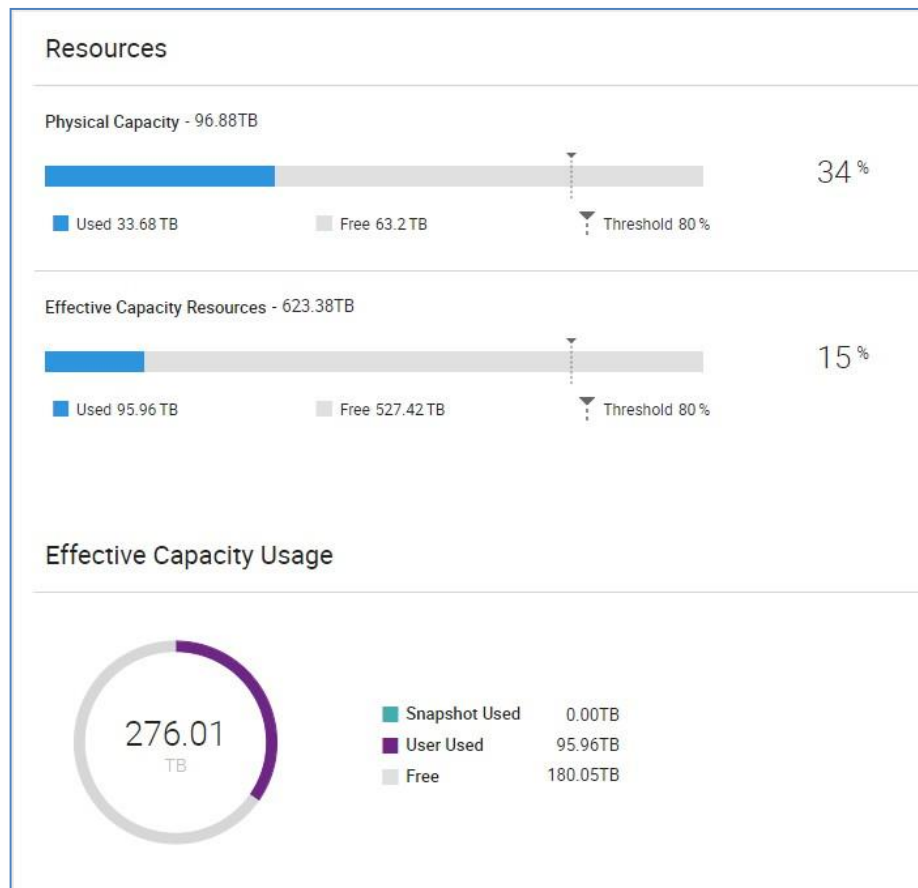 Resources
Physical Capacity - 96.88TB
34 %
Used 33.68 TB Free 63.2 TB Threshold 80 %
Effective Capacity Resources - 623.38TB
15 %
Used 95.96 TB Free 527.42 TB Threshold 80 %
Effective Capacity Usage
276.01
TB
Snapshot Used 0.00TB
User Used 95.96TB
Free 180.05TB